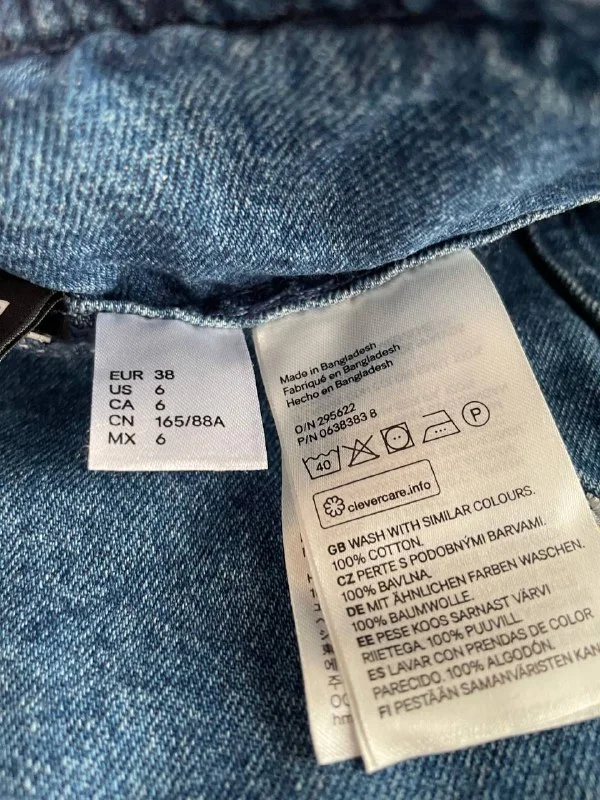 EUR 38
US 6
CA 6
CN 165/88A
MX 6
Made in Bangladesh
Fabriqué en Bangladesh
Hecho en Bangladesh
O/N 295622
P/N 0638383 8
40 P
clevercare.info
GB WASH WITH SIMILAR COLOURS.
100% COTTON.
CZ PERTE S PODOBNÝMI BARVAMI.
100% BAVLNA.
DE MIT ÄHNLICHEN FARBEN WASCHEN.
100% BAUMWOLLE.
EE PESE KOOS SARNAST VÄRVI
RIIETEGA. 100% PUUVILL.
ES LAVAR CON PRENDAS DE COLOR
PARECIDO. 100% ALGODÓN.
FI PESTÄÄN SAMANVÄRISTEN